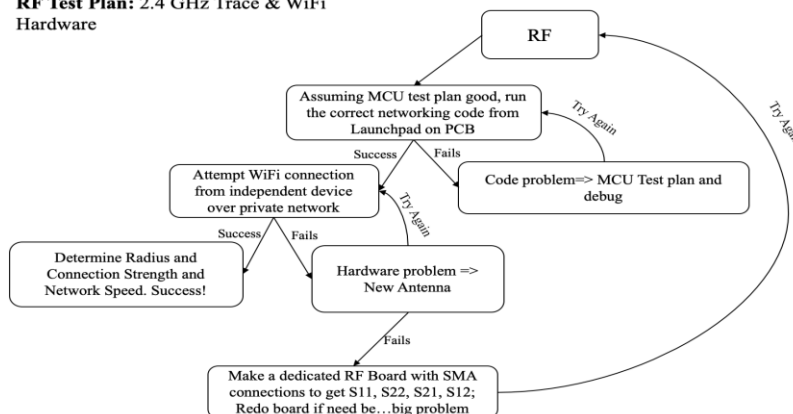 RF Test Plan: 2.4 GHz Trace & WiFi
Hardware
RF
Assuming MCU test plan good, run
the correct networking code from
Launchpad on PCB
Try Again
Try
Success
Fails
Attempt WiFi connection
from independent device
over private network
Code problem=> MCU Test plan and
debug
Try Again
Success
Fails
Determine Radius and
Connection Strength and
Network Speed. Success!
Hardware problem =>
New Antenna
Fails
Make a dedicated RF Board with SMA
connections to get S11, S22, S21, S12;
Redo board if need be…big problem